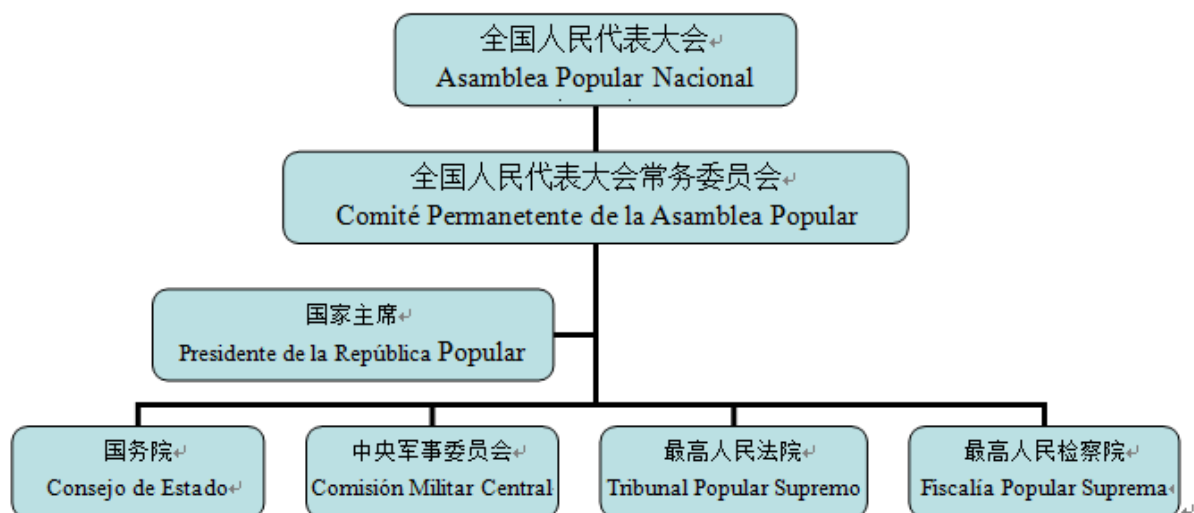 全国人民代表大会
Asamblea Popular Nacional
全国人民代表大会常务委员会
Comité Permanetente de la Asamblea Popular
国家主席
Presidente de la República Popular
国务院
Consejo de Estado
中央军事委员会
Comisión Militar Central
最高人民法院
Tribunal Popular Supremo
最高人民检察院
Fiscalía Popular Suprema